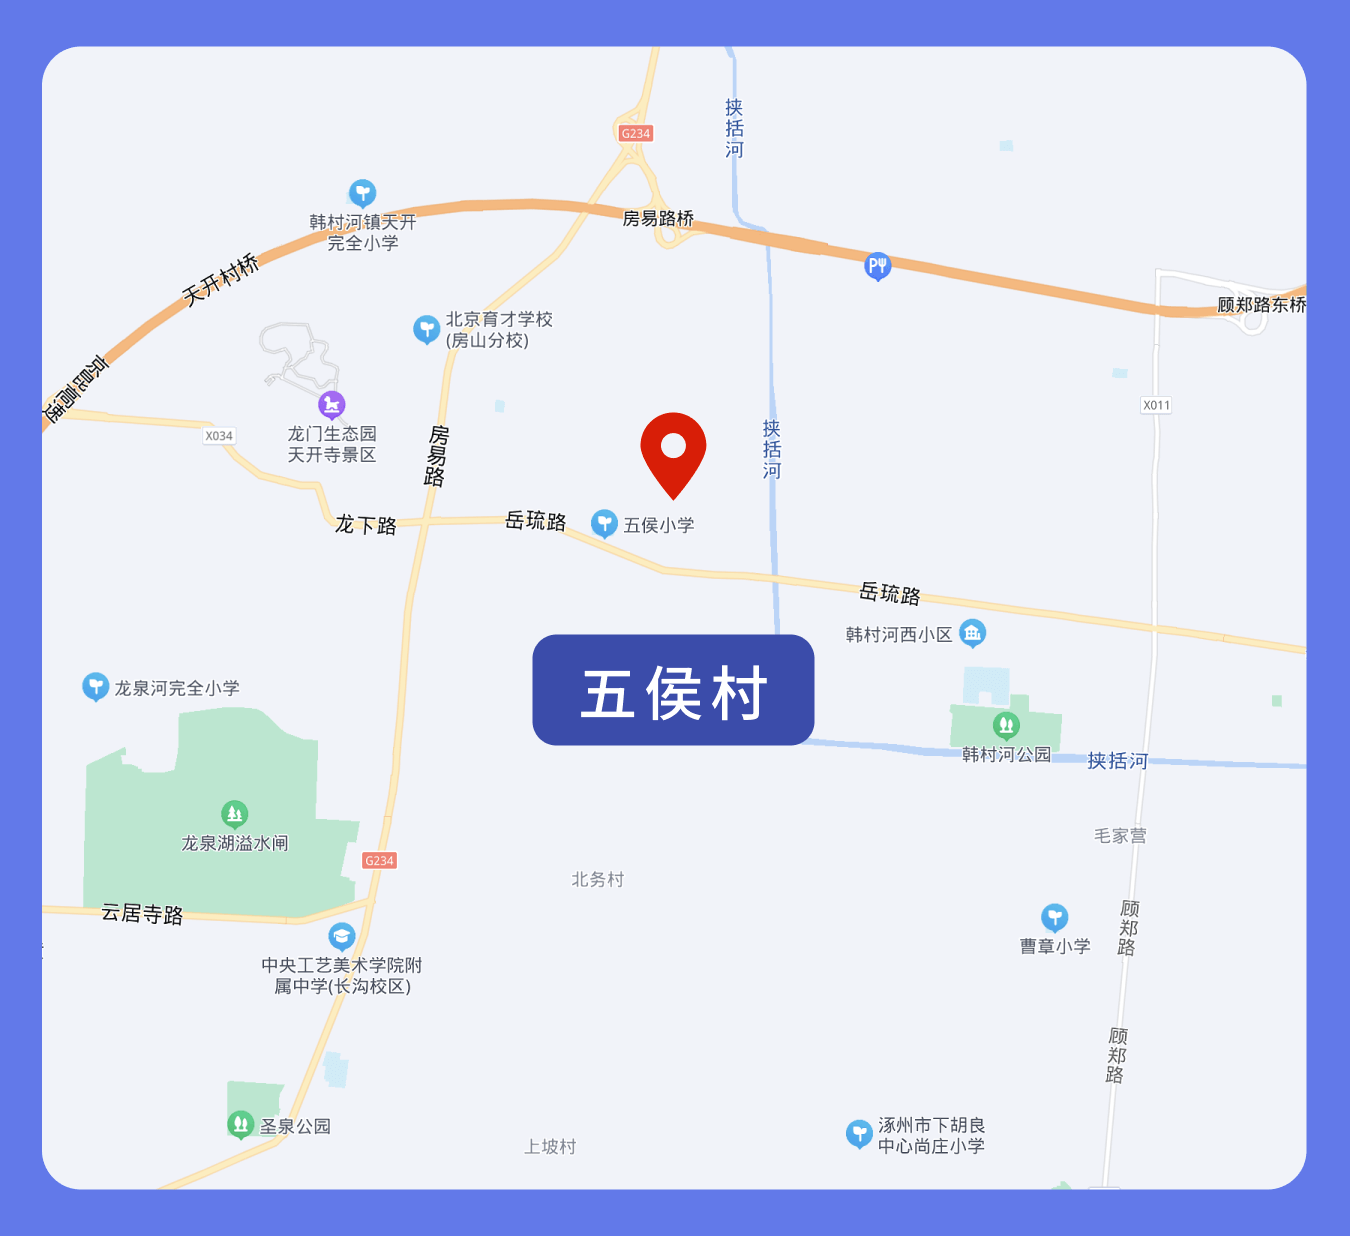 挟括河
G234
韩村河镇天开
完全小学
房易路桥
天开村桥
P
顾郑路东桥
北京育才学校
(房山分校)
京昆高速
X011
X034
龙门生态园
天开寺景区
房易路
挟括河
龙下路
岳琉路
五侯小学
岳琉路
韩村河西小区
龙泉河完全小学
五侯村
韩村河公园
挟括河
龙泉湖溢水闸
毛家营
G234
北务村
云居寺路
顾郑路
曹章小学
中央工艺美术学院附
属中学(长沟校区)
顾郑路
圣泉公园
上坡村
涿州市下胡良
中心尚庄小学